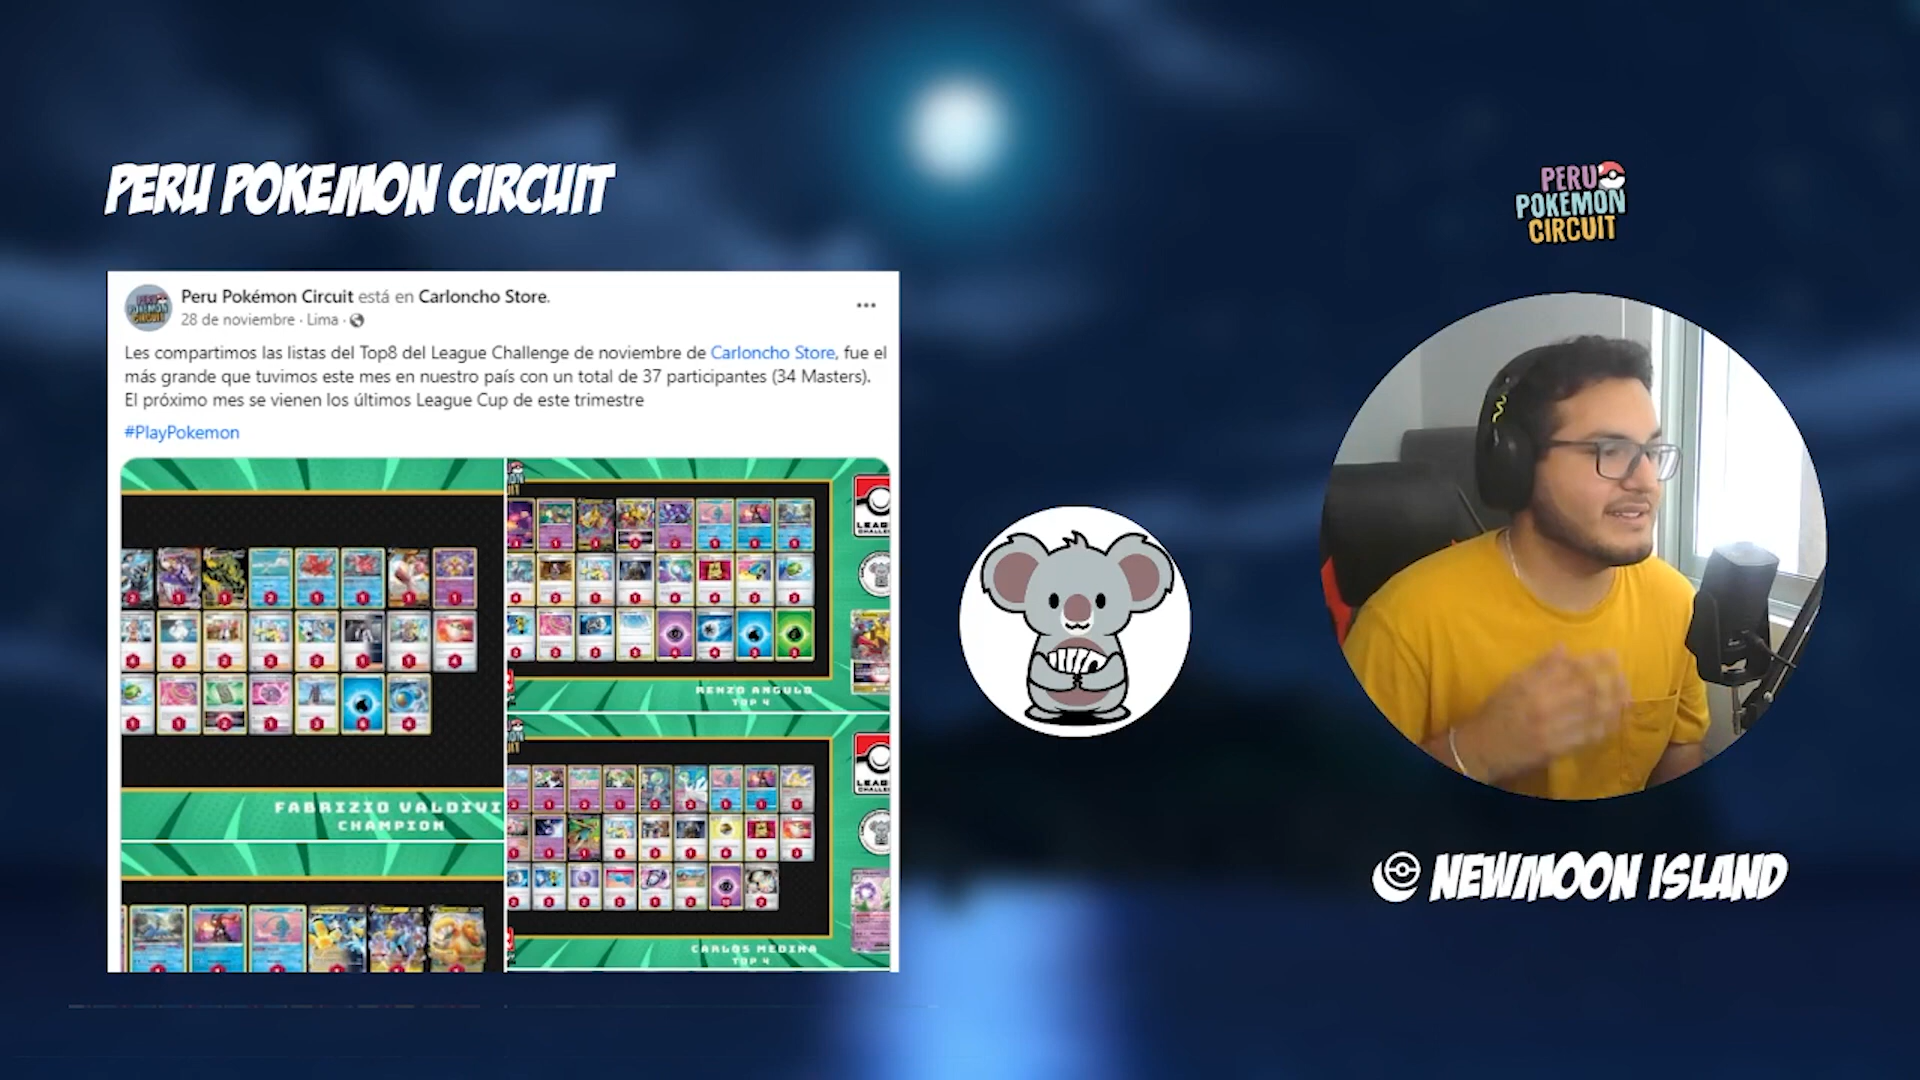 PERU POKEMON CIRCUIT
PERU
POKEMON
CIRCUIT
Peru Pokémon Circuit está en Carloncho Store.
28 de noviembre · Lima ·
Les compartimos las listas del Top8 del League Challenge de noviembre de Carloncho Store, fue el
más grande que tuvimos este mes en nuestro país con un total de 37 participantes (34 Masters).
El próximo mes se vienen los últimos League Cup de este trimestre
#PlayPokemon
RENZO ANGULO
TOP 4
FABRIZIO VALDIVI
CHAMPION
CARLOS MEDINA
TOP 4
NEWMOON ISLAND